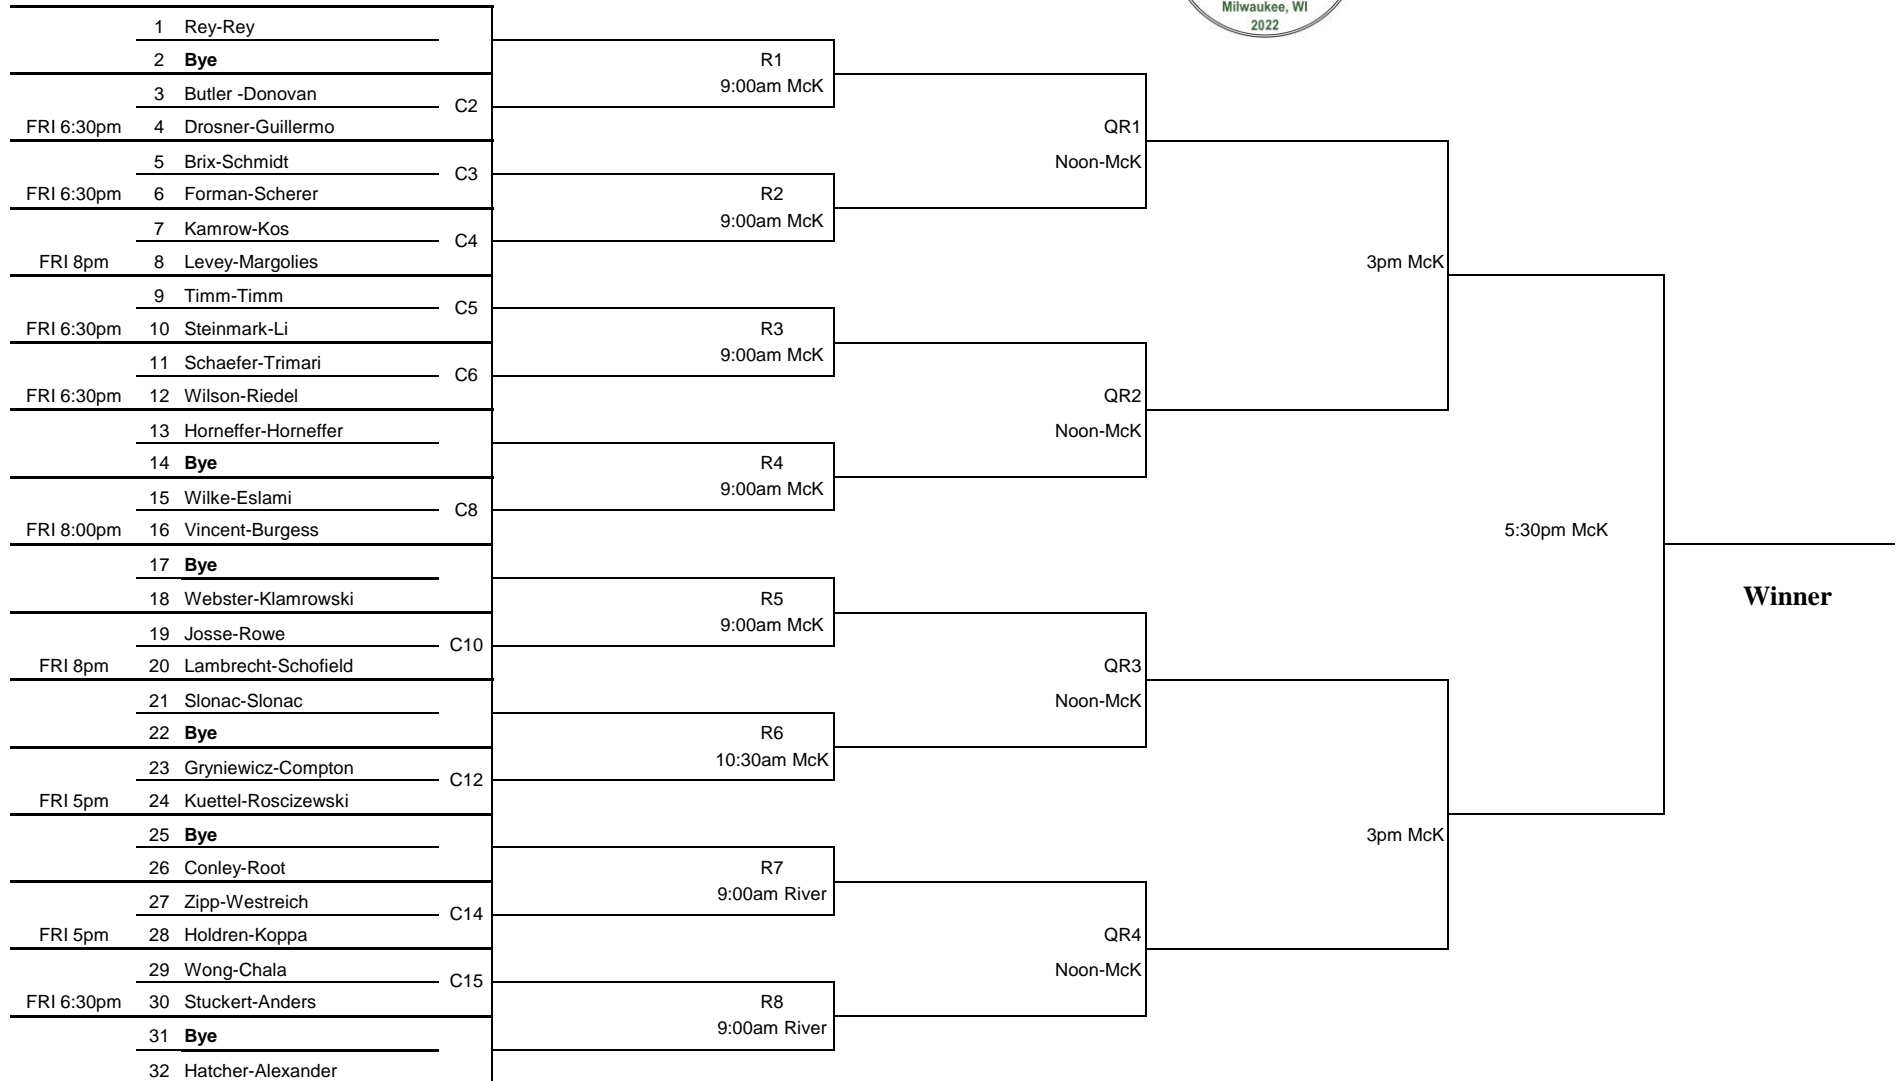 Milwaukee, WI
2022
1 Rey-Rey
2 Bye
R1
9:00am McK
3 Butler -Donovan
C2
FRI 6:30pm 4 Drosner-Guillermo
QR1
Noon-McK
5 Brix-Schmidt
C3
FRI 6:30pm 6 Forman-Scherer
R2
9:00am McK
7 Kamrow-Kos
C4
FRI 8pm 8 Levey-Margolies
3pm McK
9 Timm-Timm
C5
FRI 6:30pm 10 Steinmark-Li
R3
9:00am McK
11 Schaefer-Trimari
C6
FRI 6:30pm 12 Wilson-Riedel
QR2
Noon-McK
13 Horneffer-Horneffer
14 Bye
R4
9:00am McK
15 Wilke-Eslami
C8
FRI 8:00pm 16 Vincent-Burgess
5:30pm McK
17 Bye
18 Webster-Klamrowski
R5
9:00am McK
Winner
19 Josse-Rowe
C10
FRI 8pm 20 Lambrecht-Schofield
QR3
Noon-McK
21 Slonac-Slonac
22 Bye
R6
10:30am McK
23 Gryniewicz-Compton
C12
FRI 5pm 24 Kuettel-Roscizewski
25 Bye
3pm McK
26 Conley-Root
R7
9:00am River
27 Zipp-Westreich
C14
FRI 5pm 28 Holdren-Koppa
QR4
Noon-McK
29 Wong-Chala
C15
FRI 6:30pm 30 Stuckert-Anders
R8
9:00am River
31 Bye
32 Hatcher-Alexander